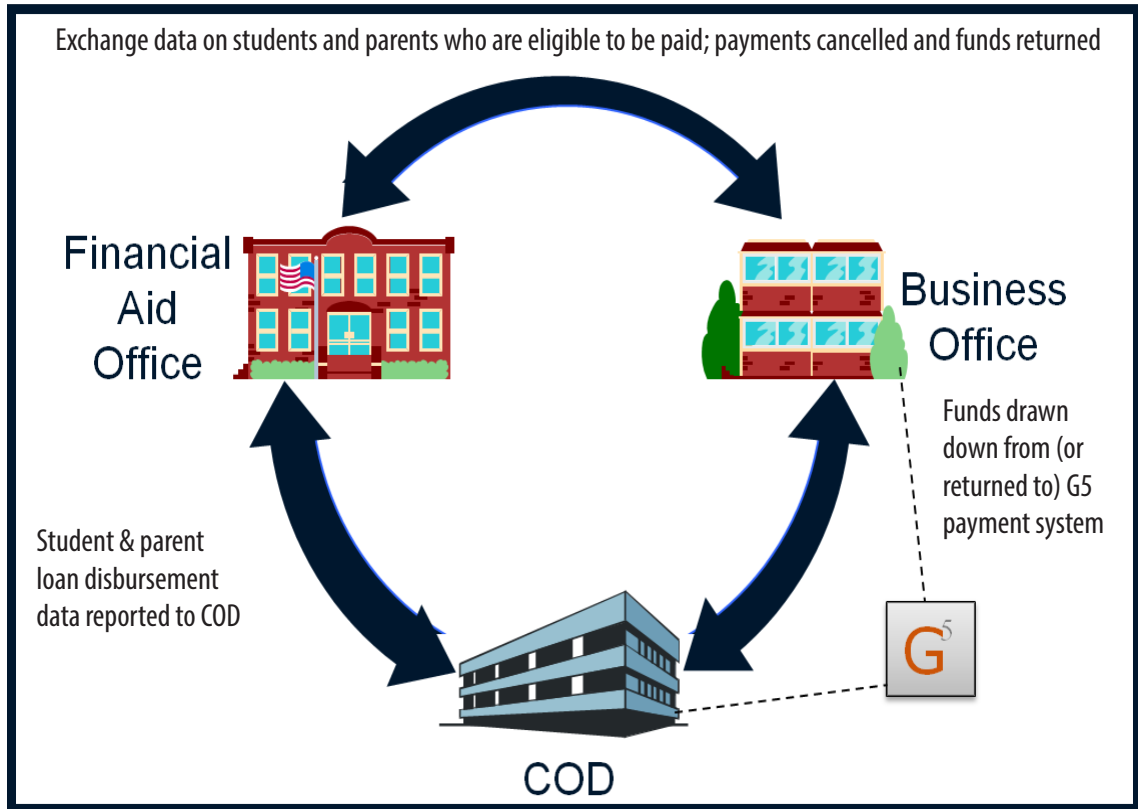 Exchange data on students and parents who are eligible to be paid; payments cancelled and funds returned
Financial
Aid
Office
Business
Office
Funds drawn
down from (or
returned to) G5
payment system
Student & parent
loan disbursement
data reported to COD
G5
COD